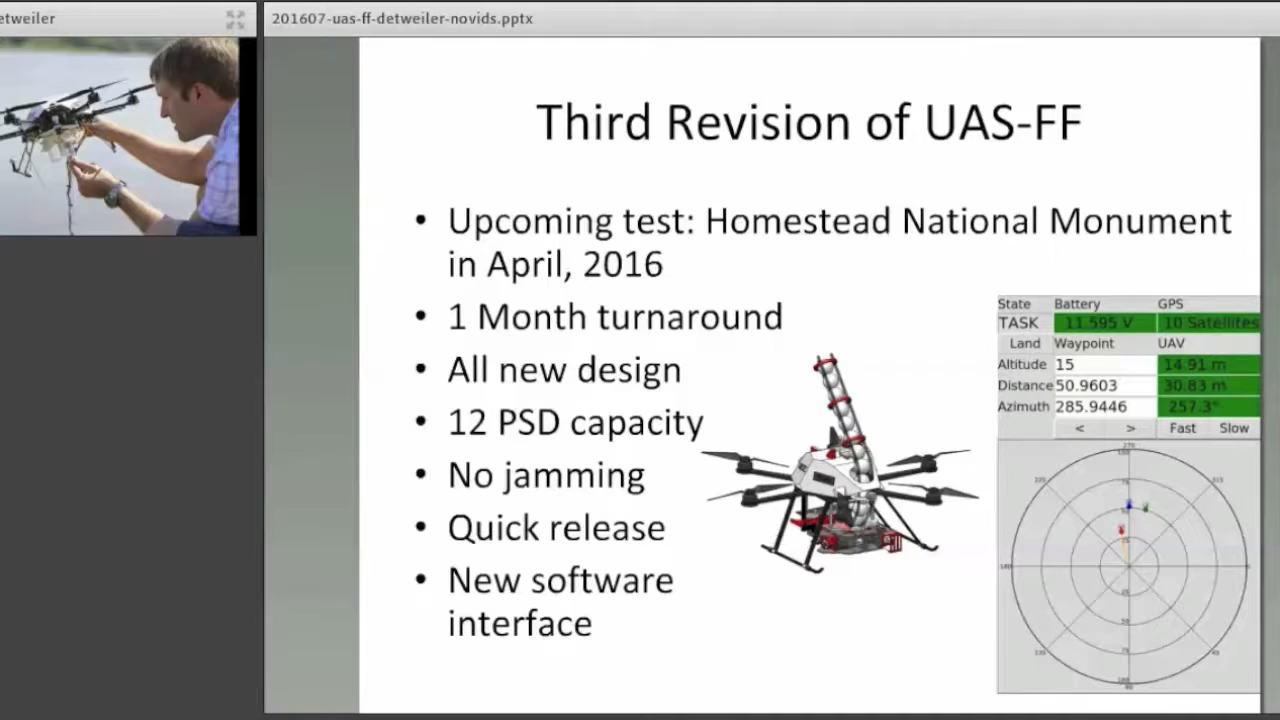 etweiler
201607-uas-ff-detweiler-novids.pptx
Third Revision of UAS-FF
• Upcoming test: Homestead National Monument
in April, 2016
• 1 Month turnaround
• All new design
• 12 PSD capacity
• No jamming
• Quick release
• New software
interface
State Battery GPS
TASK 11.595 V 10 Satellites
Land Waypoint UAV
Altitude 15 14.91 m
Distance 50.9603 30.83 m
Azimuth 285.9446 257.3°
< > Fast Slow